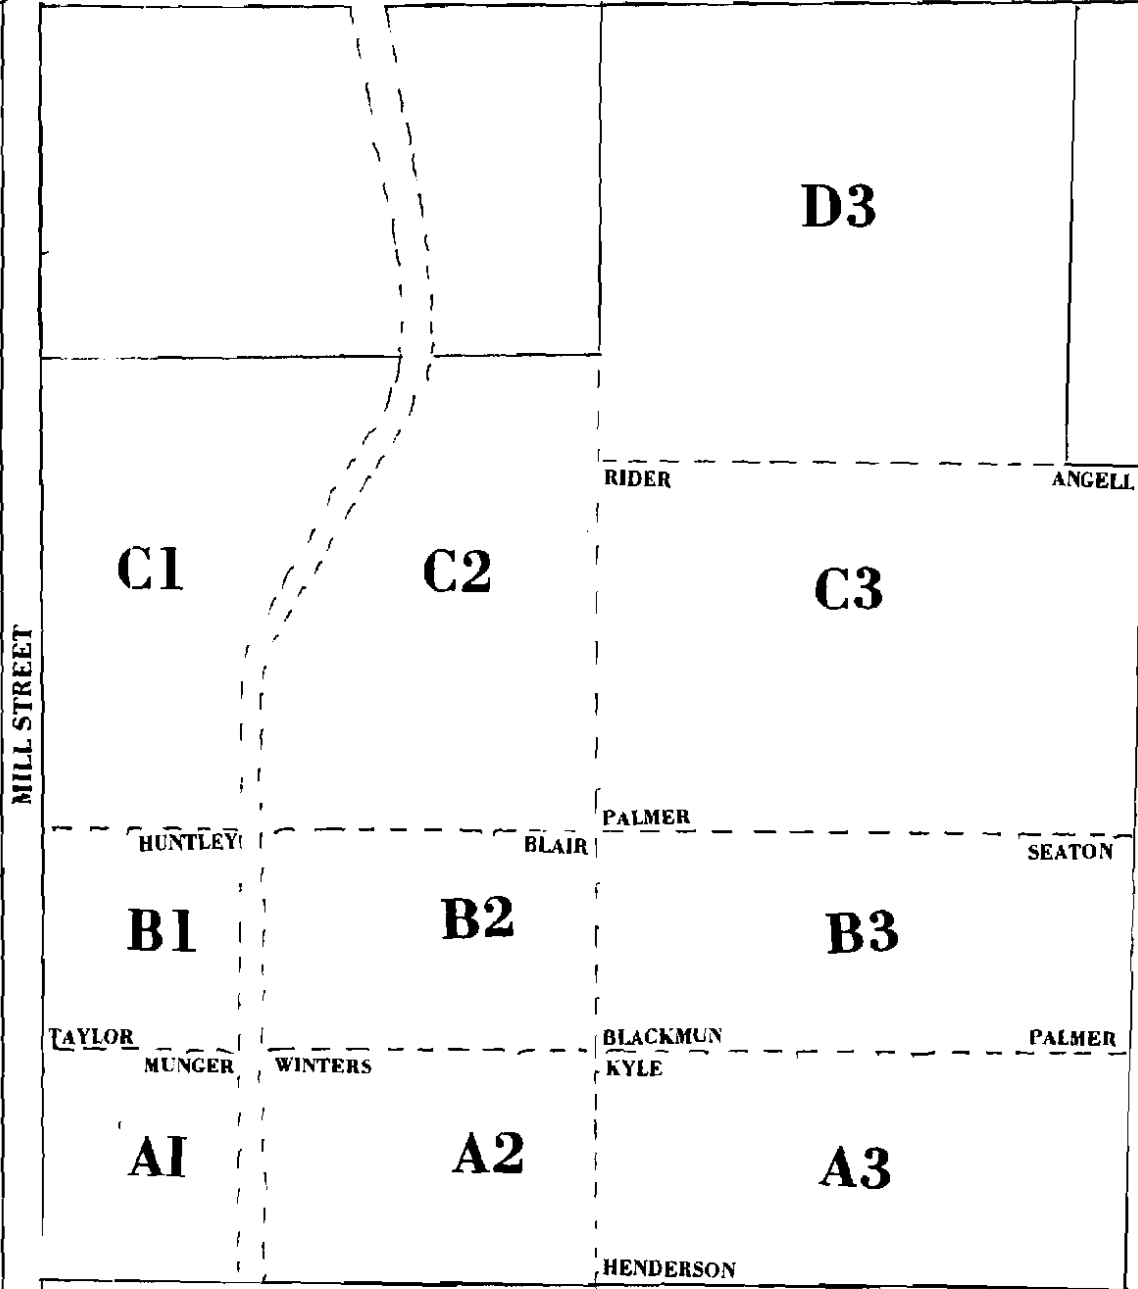 D3
RIDER
ANGELL
C1
C2
C3
MILL STREET
PALMER
HUNTLEY
BLAIR
SEATON
B1
B2
B3
TAYLOR
BLACKMUN
PALMER
MUNGER
WINTERS
KYLE
A1
A2
A3
HENDERSON